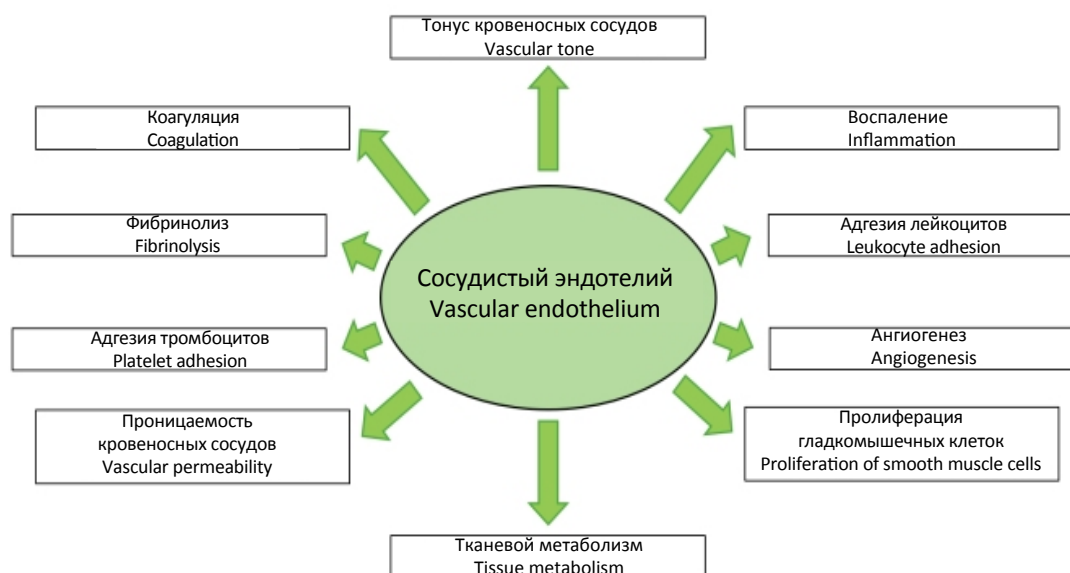 Тонус кровеносных сосудов
Vascular tone
Коагуляция
Coagulation
Воспаление
Inflammation
Фибринолиз
Fibrinolysis
Адгезия лейкоцитов
Leukocyte adhesion
Сосудистый эндотелий
Vascular endothelium
Адгезия тромбоцитов
Platelet adhesion
Ангиогенез
Angiogenesis
Проницаемость
кровеносных сосудов
Vascular permeability
Пролиферация
гладкомышечных клеток
Proliferation of smooth muscle cells
Тканевой метаболизм
Tissue metabolism